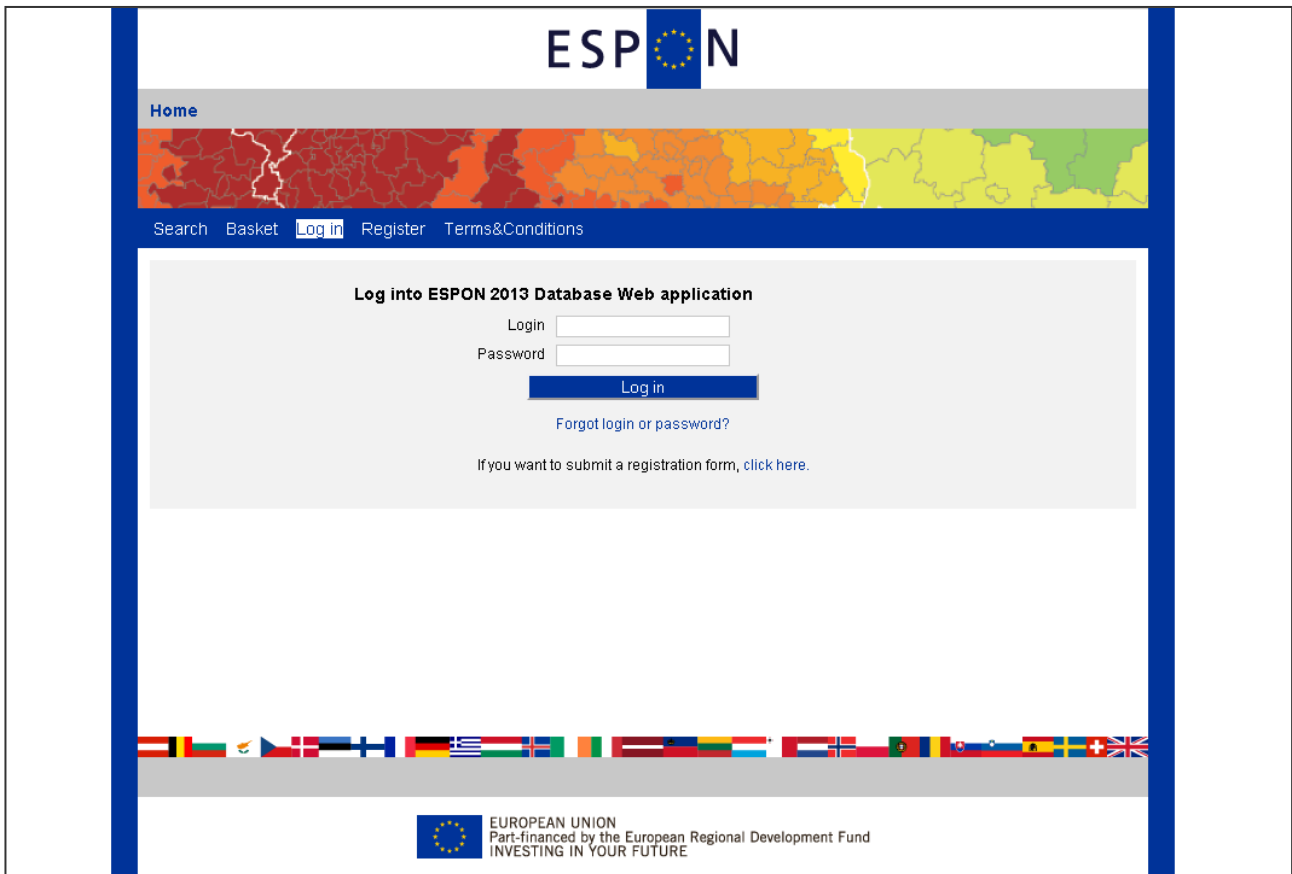 ESPON
Home
Search Basket Log in Register Terms&Conditions
Log into ESPON 2013 Database Web application
Login
Password
Log in
Forgot login or password?
If you want to submit a registration form, click here.
EUROPEAN UNION
Part-financed by the European Regional Development Fund
INVESTING IN YOUR FUTURE